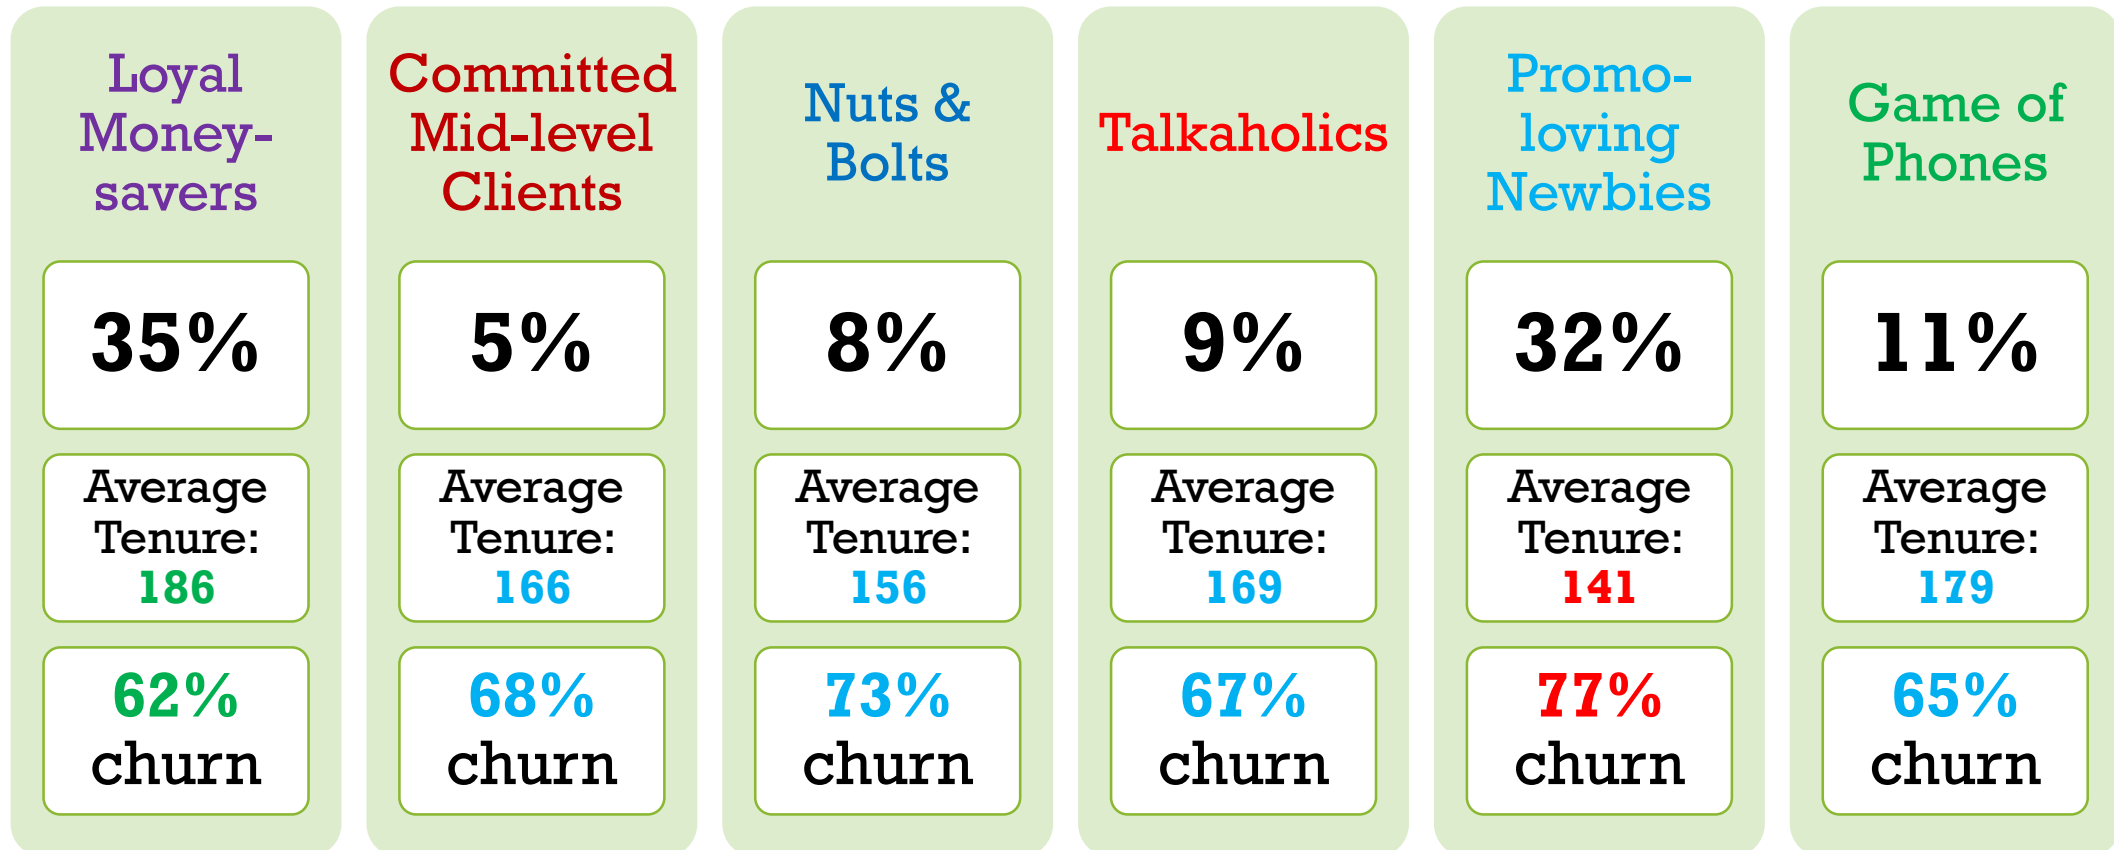 Loyal
Money-
savers
35%
Average
Tenure:
186
62%
churn
Committed
Mid-level
Clients
5%
Average
Tenure:
166
68%
churn
Nuts &
Bolts
8%
Average
Tenure:
156
73%
churn
Talkaholics
9%
Average
Tenure:
169
67%
churn
Promo-
loving
Newbies
32%
Average
Tenure:
141
77%
churn
Game of
Phones
11%
Average
Tenure:
179
65%
churn